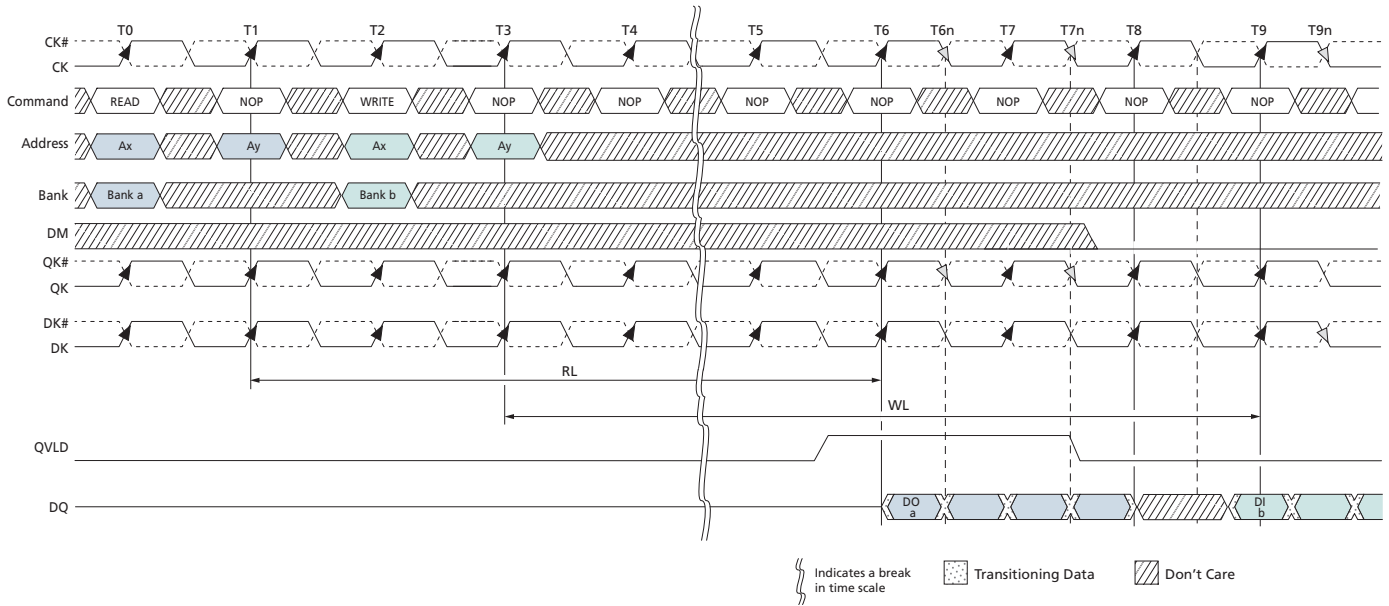 T0 T1 T2 T3 T4 T5 T6 T6n T7 T7n T8 T9 T9n
CK#
CK
Command READ NOP WRITE NOP NOP NOP NOP NOP NOP NOP
Address Ax Ay Ax Ay
Bank Bank a Bank b
DM
QK#
QK
DK#
DK
RL
WL
QVLD
DQ DO a DI b
Indicates a break in time scale
Transitioning Data
Don't Care